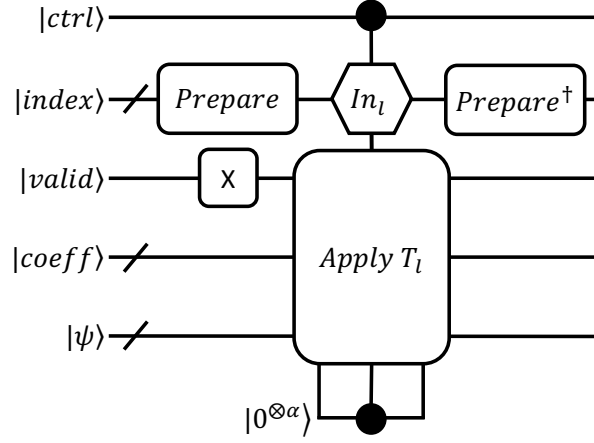 |ctrl⟩
|index⟩ Prepare In_l Prepare†
|valid⟩ X
|coeff⟩ Apply T_l
|ψ⟩
|0^{⊗α}⟩